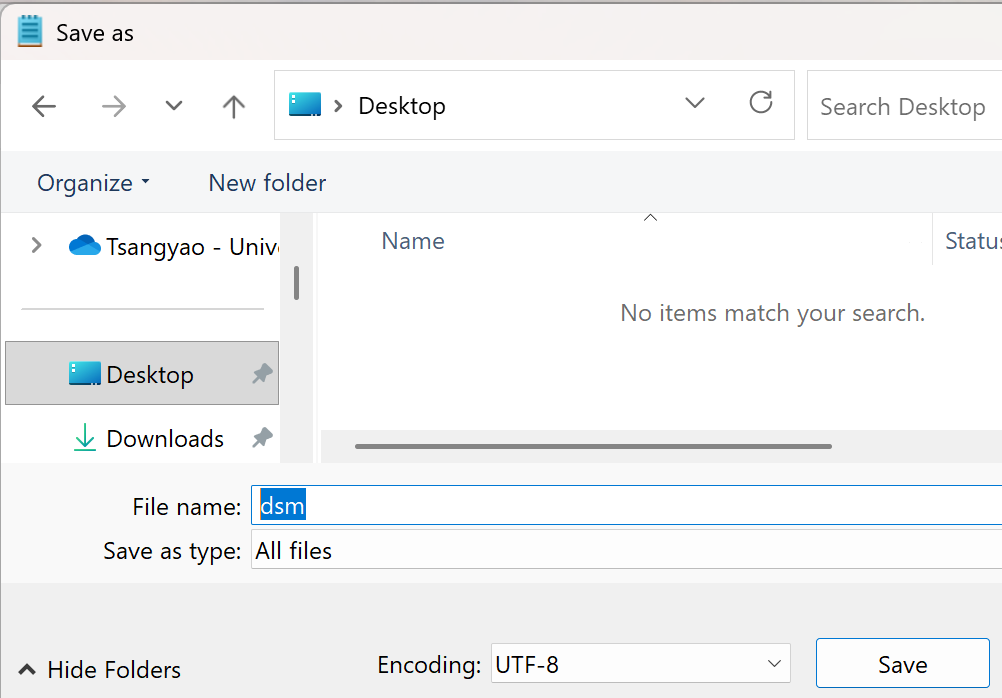 Save as
Desktop
Search Desktop
Organize
New folder
Tsangyao - Unive
Name
Status
No items match your search.
Desktop
Downloads
File name: dsm
Save as type: All files
Hide Folders
Encoding: UTF-8
Save